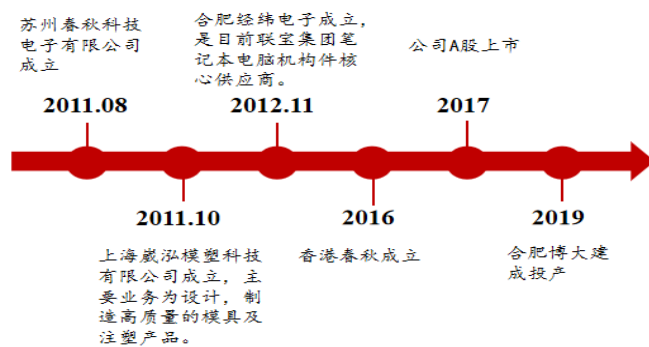 苏州春秋科技
电子有限公司
成立
2011.08
上海崴泓模塑科技
有限公司成立，主
要业务为设计，制
造高质量的模具及
注塑产品。
2011.10
合肥经纬电子成立，
是目前联宝集团笔
记本电脑机构件核
心供应商。
2012.11
香港春秋成立
2016
公司A股上市
2017
合肥博大建
成投产
2019